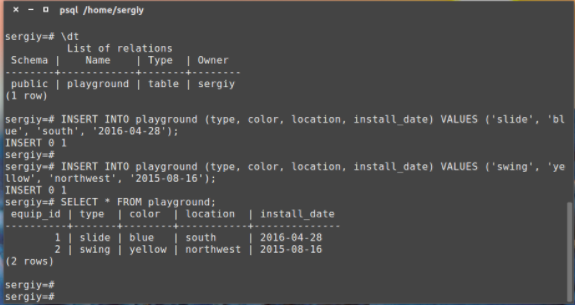 psql /home/sergiy
sergiy=# \dt
         List of relations
 Schema |    Name    | Type  | Owner
--------+------------+-------+--------
 public | playground | table | sergiy
(1 row)
sergiy=# INSERT INTO playground (type, color, location, install_date) VALUES ('slide', 'bl
ue', 'south', '2016-04-28');
INSERT 0 1
sergiy=#
sergiy=# INSERT INTO playground (type, color, location, install_date) VALUES ('swing', 'ye
llow', 'northwest', '2015-08-16');
INSERT 0 1
sergiy=# SELECT * FROM playground;
 equip_id | type  | color  | location  | install_date
----------+-------+--------+-----------+--------------
        1 | slide | blue   | south     | 2016-04-28
        2 | swing | yellow | northwest | 2015-08-16
(2 rows)
sergiy=#
sergiy=#